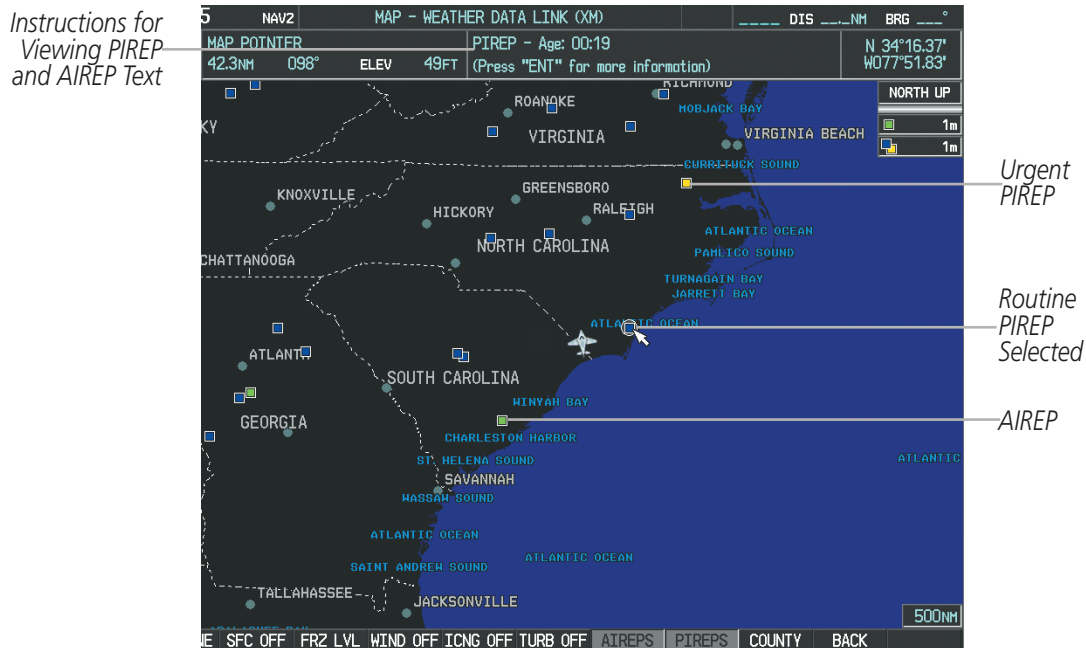 Instructions for
Viewing PIREP
and AIREP Text
5 NAV2 MAP - WEATHER DATA LINK (XM) ____ DIS __._NM BRG ___°
MAP POINTER
42.3NM 098° ELEV 49FT
PIREP - Age: 00:19
(Press "ENT" for more information)
N 34°16.37'
W077°51.83'
NORTH UP
1m
1m
RICHMOND
ROANOKE
MOBJACK BAY
KY
VIRGINIA
VIRGINIA BEACH
CURRITUCK SOUND
KNOXVILLE
GREENSBORO
HICKORY
RALEIGH
ATLANTIC OCEAN
NORTH CAROLINA
PAMLICO SOUND
CHATTANOOGA
TURNAGAIN BAY
JARRETT BAY
ATLANTIC OCEAN
ATLANTA
SOUTH CAROLINA
WINYAH BAY
GEORGIA
CHARLESTON HARBOR
ST. HELENA SOUND
ATLANTIC
SAVANNAH
WASSAW SOUND
ATLANTIC OCEAN
ATLANTIC OCEAN
SAINT ANDREW SOUND
TALLAHASSEE
JACKSONVILLE
500NM
NE SFC OFF FRZ LVL WIND OFF ICNG OFF TURB OFF AIREPS PIREPS COUNTY BACK
Urgent
PIREP
Routine
PIREP
Selected
AIREP